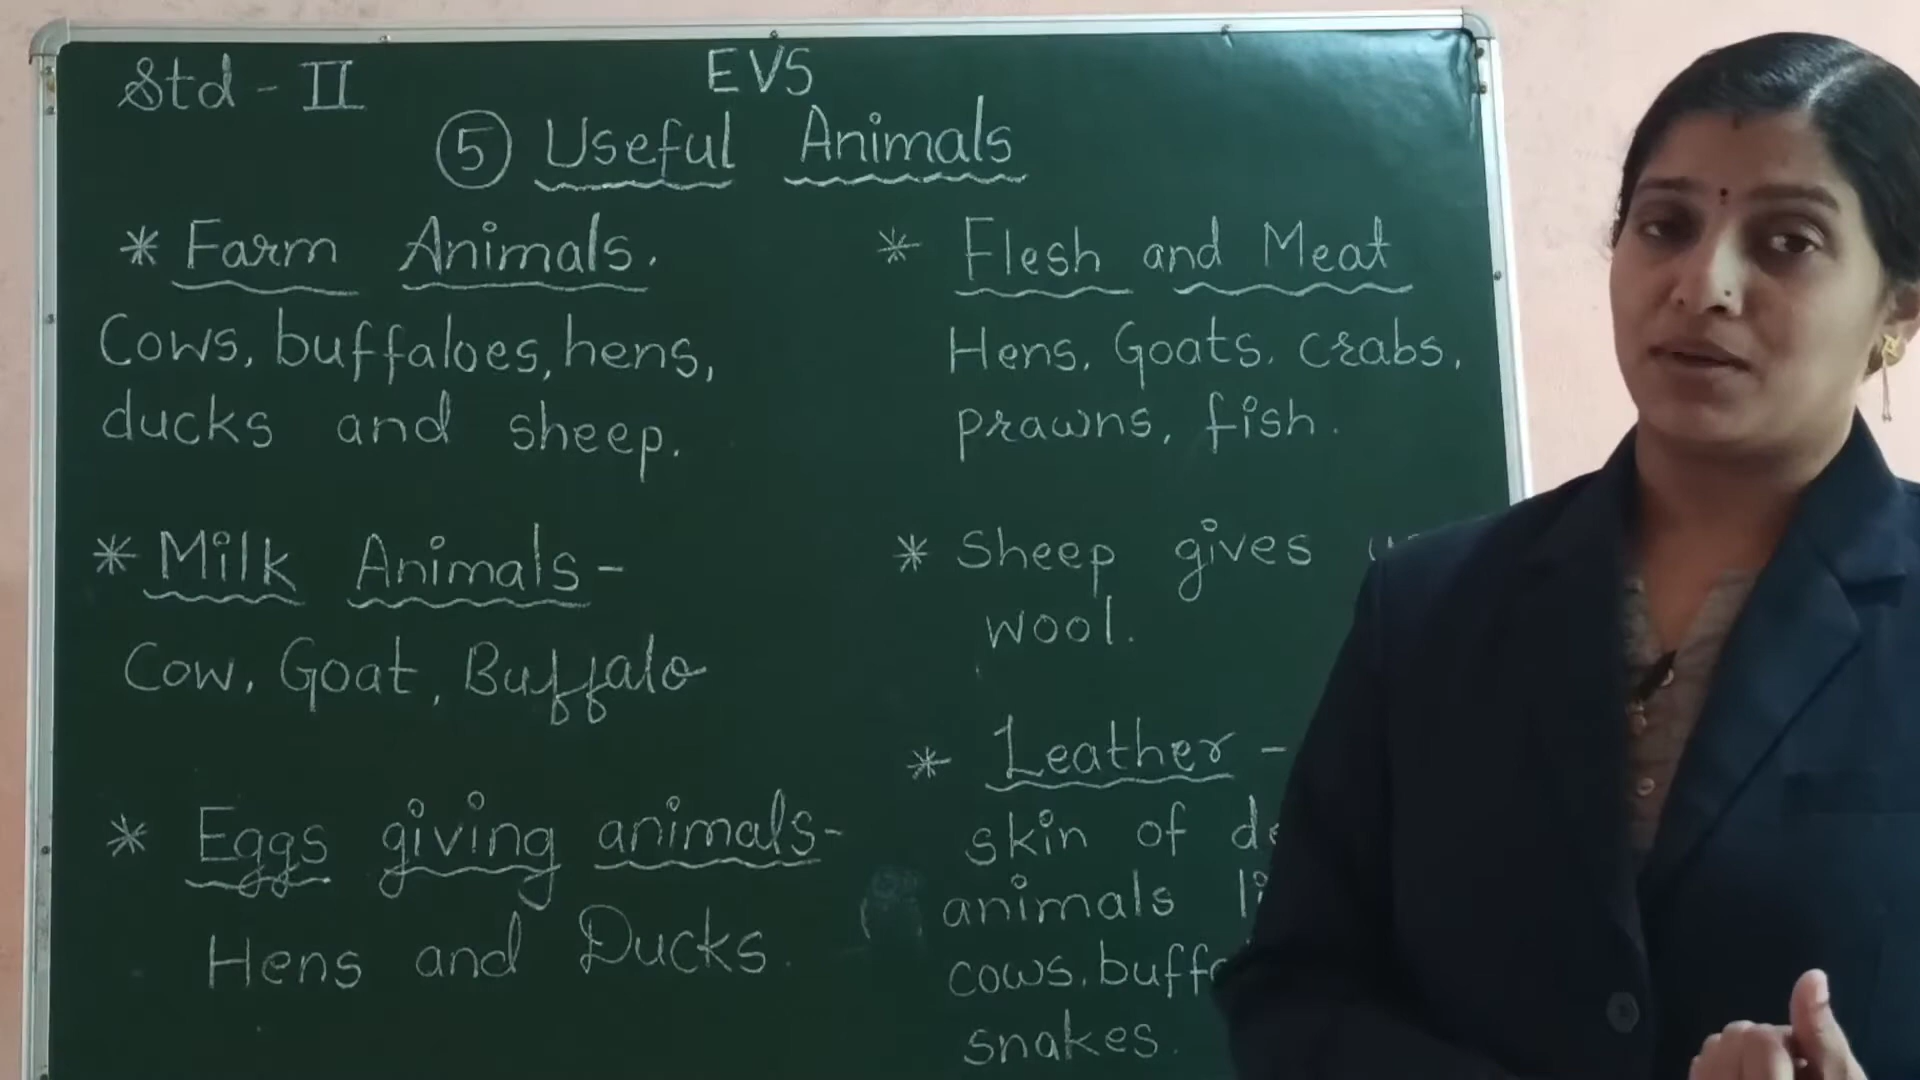 Std - II
EVS
5 Useful Animals
* Farm Animals.
Cows, buffaloes, hens,
ducks and sheep.
* Milk Animals -
Cow, Goat, Buffalo
* Eggs giving animals -
Hens and Ducks.
* Flesh and Meat
Hens, Goats, crabs,
prawns, fish.
* Sheep gives
wool.
* Leather -
skin of
animals
cows,
snakes.